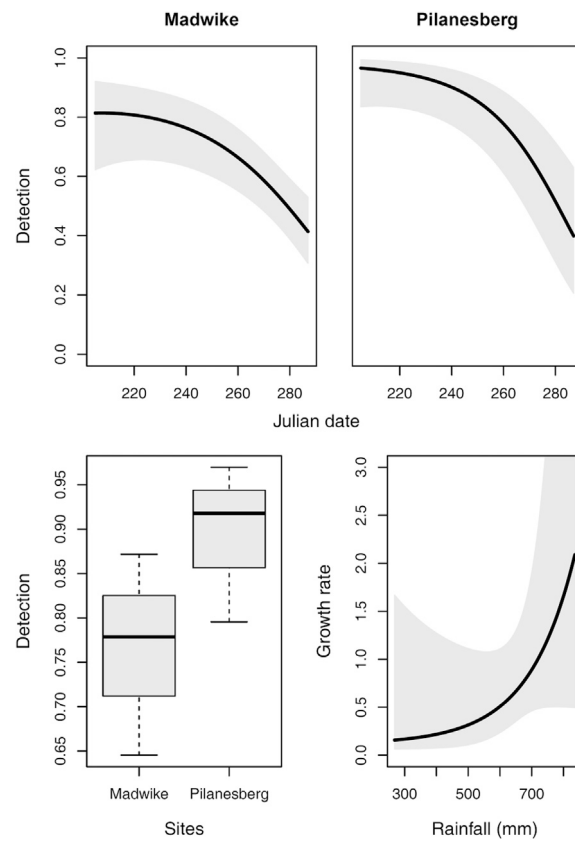 Madwike Pilanesberg
Detection
1.0
0.8
0.6
0.4
0.2
0.0
220 240 260 280 220 240 260 280
Julian date
Detection
0.95
0.90
0.85
0.80
0.75
0.70
0.65
Madwike Pilanesberg
Sites
Growth rate
3.0
2.5
2.0
1.5
1.0
0.5
0.0
300 500 700
Rainfall (mm)